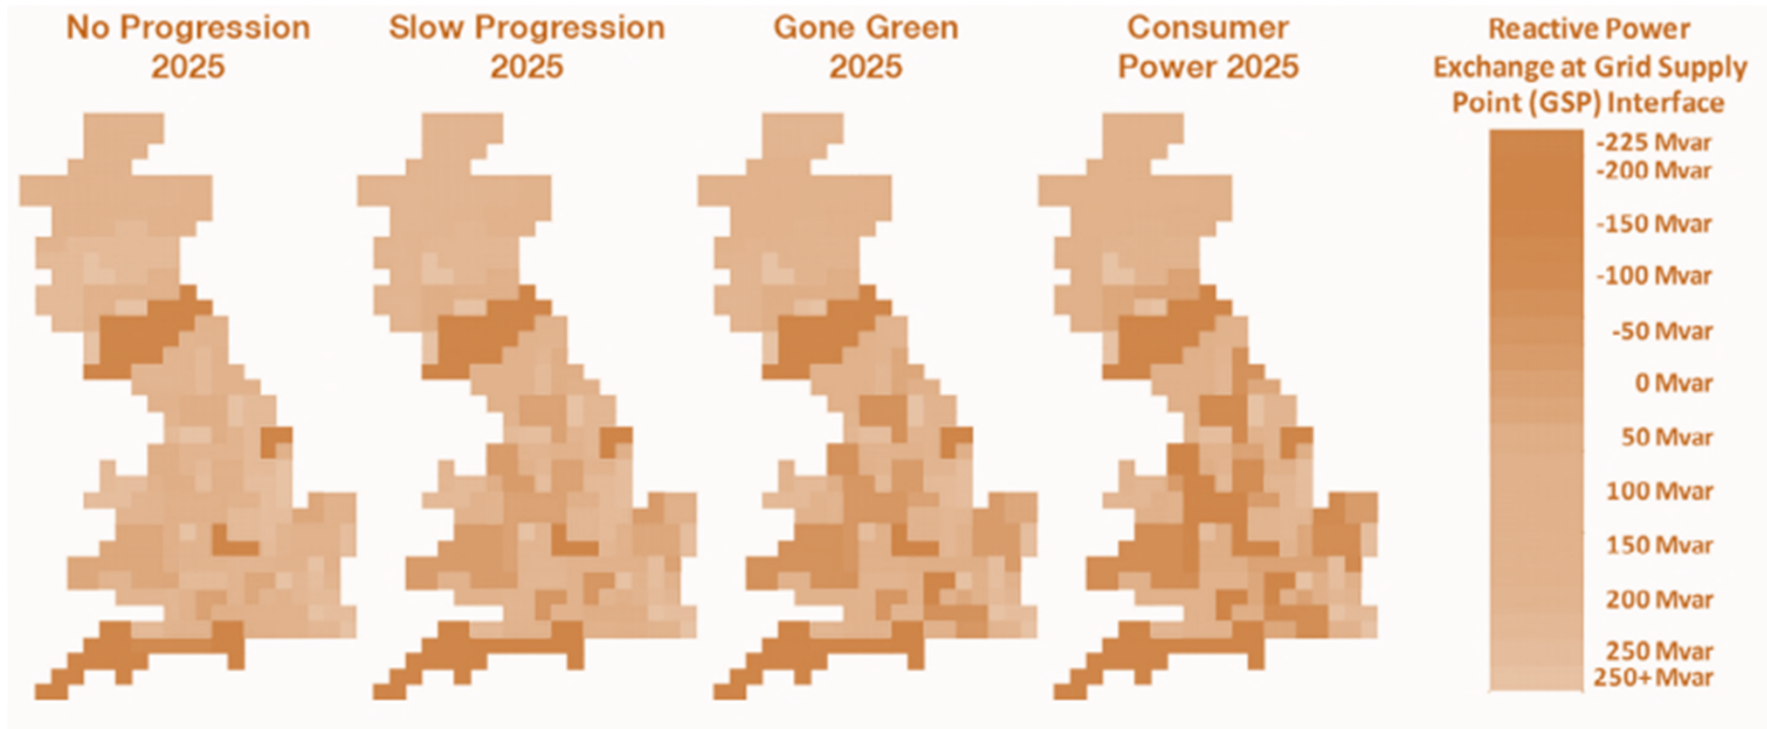 No Progression
2025
Slow Progression
2025
Gone Green
2025
Consumer
Power 2025
Reactive Power
Exchange at Grid Supply
Point (GSP) Interface
-225 Mvar
-200 Mvar
-150 Mvar
-100 Mvar
-50 Mvar
0 Mvar
50 Mvar
100 Mvar
150 Mvar
200 Mvar
250 Mvar
250+ Mvar